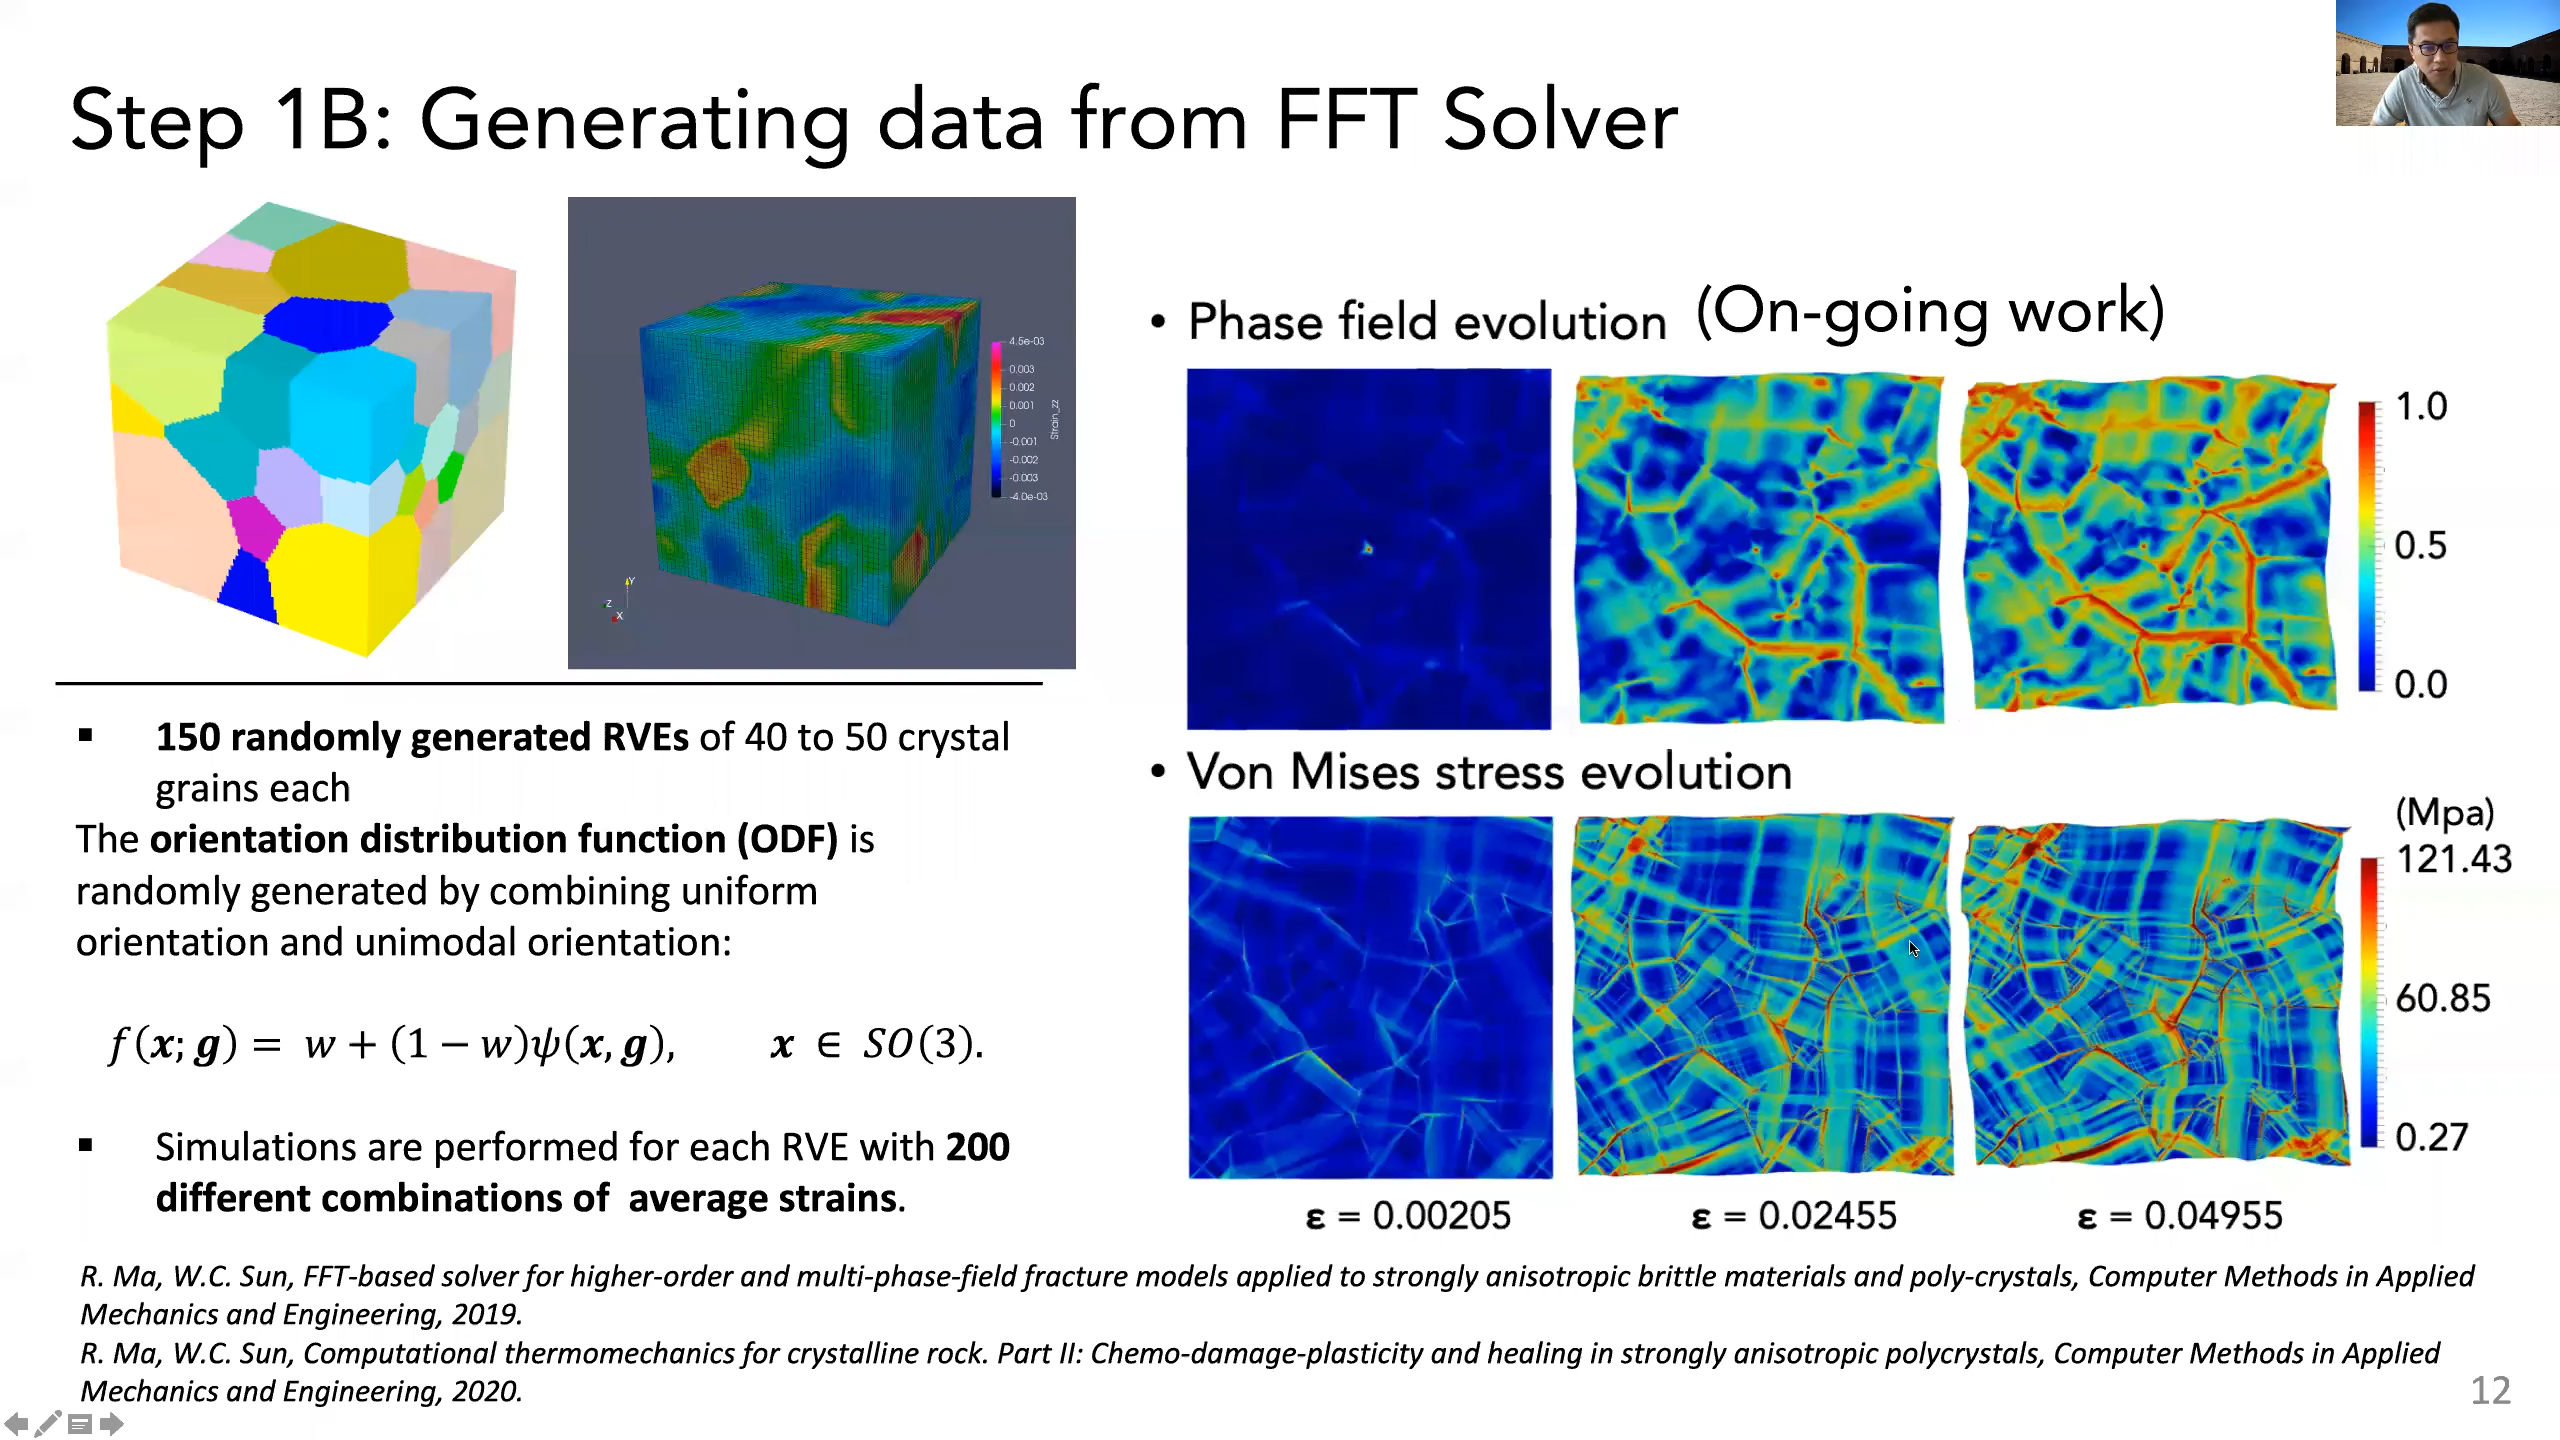 Step 1B: Generating data from FFT Solver
4.5e-03
0.003
0.002
0.001
0
-0.001
-0.002
-0.003
-4.0e-03
Strain_zz
Y
Z
X
▪ 150 randomly generated RVEs of 40 to 50 crystal
grains each
The orientation distribution function (ODF) is
randomly generated by combining uniform
orientation and unimodal orientation:
f(x; g) = w + (1 − w)ψ(x, g), x ∈ SO(3).
▪ Simulations are performed for each RVE with 200
different combinations of average strains.
• Phase field evolution (On-going work)
1.0
0.5
0.0
• Von Mises stress evolution
(Mpa)
121.43
60.85
0.27
ε = 0.00205 ε = 0.02455 ε = 0.04955
R. Ma, W.C. Sun, FFT-based solver for higher-order and multi-phase-field fracture models applied to strongly anisotropic brittle materials and poly-crystals, Computer Methods in Applied
Mechanics and Engineering, 2019.
R. Ma, W.C. Sun, Computational thermomechanics for crystalline rock. Part II: Chemo-damage-plasticity and healing in strongly anisotropic polycrystals, Computer Methods in Applied
Mechanics and Engineering, 2020.
12